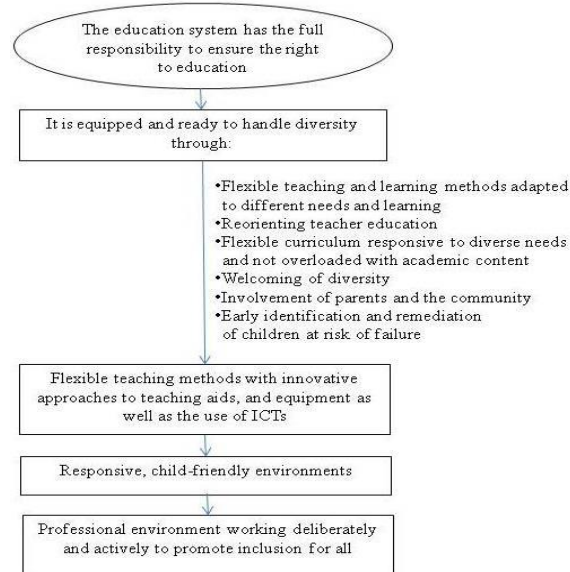 The education system has the full
responsibility to ensure the right
to education
It is equipped and ready to handle diversity
through:
•Flexible teaching and learning methods adapted
to different needs and learning
•Reorienting teacher education
•Flexible curriculum responsive to diverse needs
and not overloaded with academic content
•Welcoming of diversity
•Involvement of parents and the community
•Early identification and remediation
of children at risk of failure
Flexible teaching methods with innovative
approaches to teaching aids, and equipment as
well as the use of ICTs
Responsive, child-friendly environments
Professional environment working deliberately
and actively to promote inclusion for all